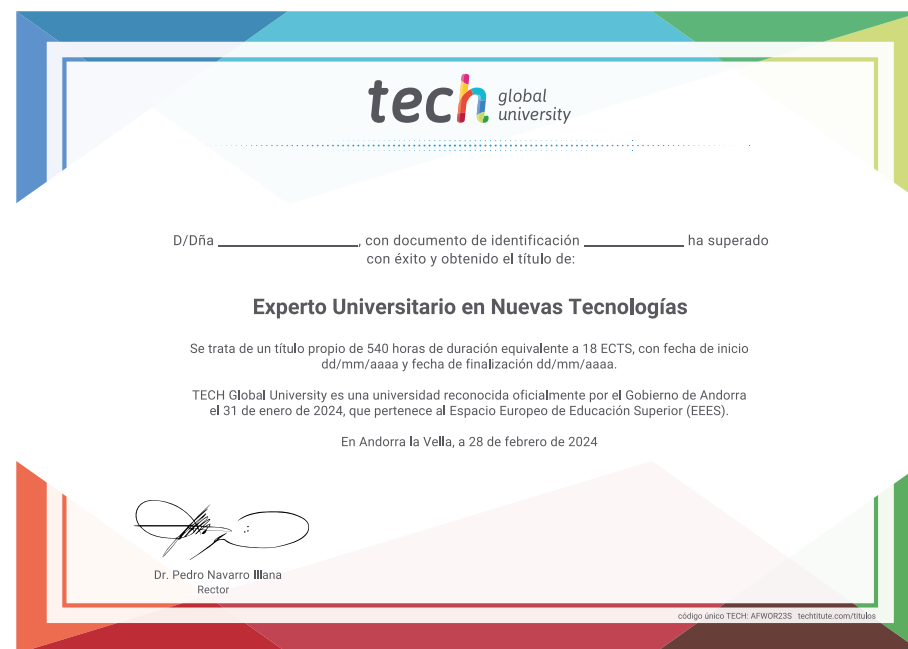 tech global university
D/Dña ________________, con documento de identificación ____________ ha superado
con éxito y obtenido el título de:
Experto Universitario en Nuevas Tecnologías
Se trata de un título propio de 540 horas de duración equivalente a 18 ECTS, con fecha de inicio
dd/mm/aaaa y fecha de finalización dd/mm/aaaa.
TECH Global University es una universidad reconocida oficialmente por el Gobierno de Andorra
el 31 de enero de 2024, que pertenece al Espacio Europeo de Educación Superior (EEES).
En Andorra la Vella, a 28 de febrero de 2024
Dr. Pedro Navarro Illana
Rector
código único TECH: AFWOR23S techtitute.com/titulos